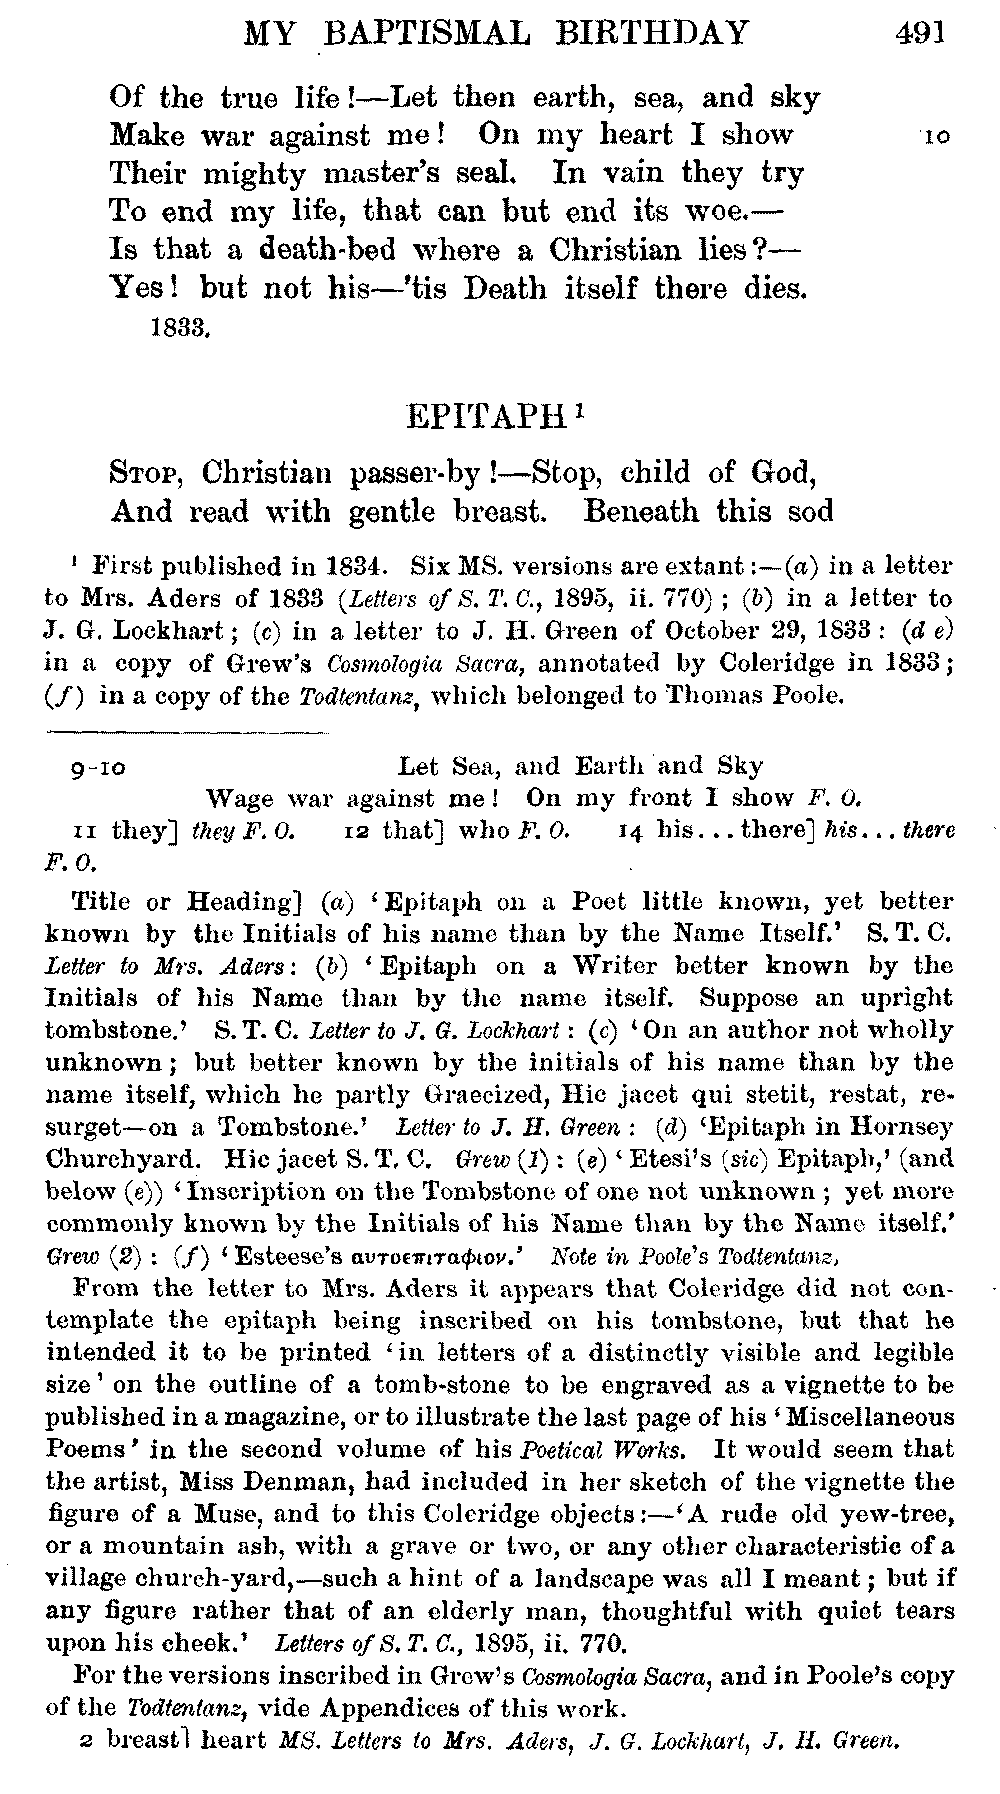 MY BAPTISMAL BIRTHDAY 491
Of the true life!—Let then earth, sea, and sky
Make war against me! On my heart I show 10
Their mighty master's seal. In vain they try
To end my life, that can but end its woe.—
Is that a death-bed where a Christian lies?—
Yes! but not his—'tis Death itself there dies.
1833.
EPITAPH¹
STOP, Christian passer-by!—Stop, child of God,
And read with gentle breast. Beneath this sod
¹ First published in 1834. Six MS. versions are extant:—(a) in a letter
to Mrs. Aders of 1833 (Letters of S. T. C., 1895, ii. 770); (b) in a letter to
J. G. Lockhart; (c) in a letter to J. H. Green of October 29, 1833: (d e)
in a copy of Grew's Cosmologia Sacra, annotated by Coleridge in 1833;
(f) in a copy of the Todtentanz, which belonged to Thomas Poole.
9-10 Let Sea, and Earth and Sky
Wage war against me! On my front I show F. O.
11 they] they F. O. 12 that] who F. O. 14 his... there] his... there
F. O.
Title or Heading] (a) 'Epitaph on a Poet little known, yet better
known by the Initials of his name than by the Name Itself.' S. T. C.
Letter to Mrs. Aders: (b) 'Epitaph on a Writer better known by the
Initials of his Name than by the name itself. Suppose an upright
tombstone.' S. T. C. Letter to J. G. Lockhart: (c) 'On an author not wholly
unknown; but better known by the initials of his name than by the
name itself, which he partly Graecized, Hic jacet qui stetit, restat, re-
surget—on a Tombstone.' Letter to J. H. Green: (d) 'Epitaph in Hornsey
Churchyard. Hic jacet S. T. C. Grew (1): (e) 'Etesi's (sic) Epitaph,' (and
below (e)) 'Inscription on the Tombstone of one not unknown; yet more
commonly known by the Initials of his Name than by the Name itself.'
Grew (2): (f) 'Esteese's αυτοεπιταφιον.' Note in Poole's Todtentanz,
From the letter to Mrs. Aders it appears that Coleridge did not con-
template the epitaph being inscribed on his tombstone, but that he
intended it to be printed 'in letters of a distinctly visible and legible
size' on the outline of a tomb-stone to be engraved as a vignette to be
published in a magazine, or to illustrate the last page of his 'Miscellaneous
Poems' in the second volume of his Poetical Works. It would seem that
the artist, Miss Denman, had included in her sketch of the vignette the
figure of a Muse, and to this Coleridge objects:—'A rude old yew-tree,
or a mountain ash, with a grave or two, or any other characteristic of a
village church-yard,—such a hint of a landscape was all I meant; but if
any figure rather that of an elderly man, thoughtful with quiet tears
upon his cheek.' Letters of S. T. C., 1895, ii. 770.
For the versions inscribed in Grew's Cosmologia Sacra, and in Poole's copy
of the Todtentanz, vide Appendices of this work.
2 breast] heart MS. Letters to Mrs. Aders, J. G. Lockhart, J. H. Green.